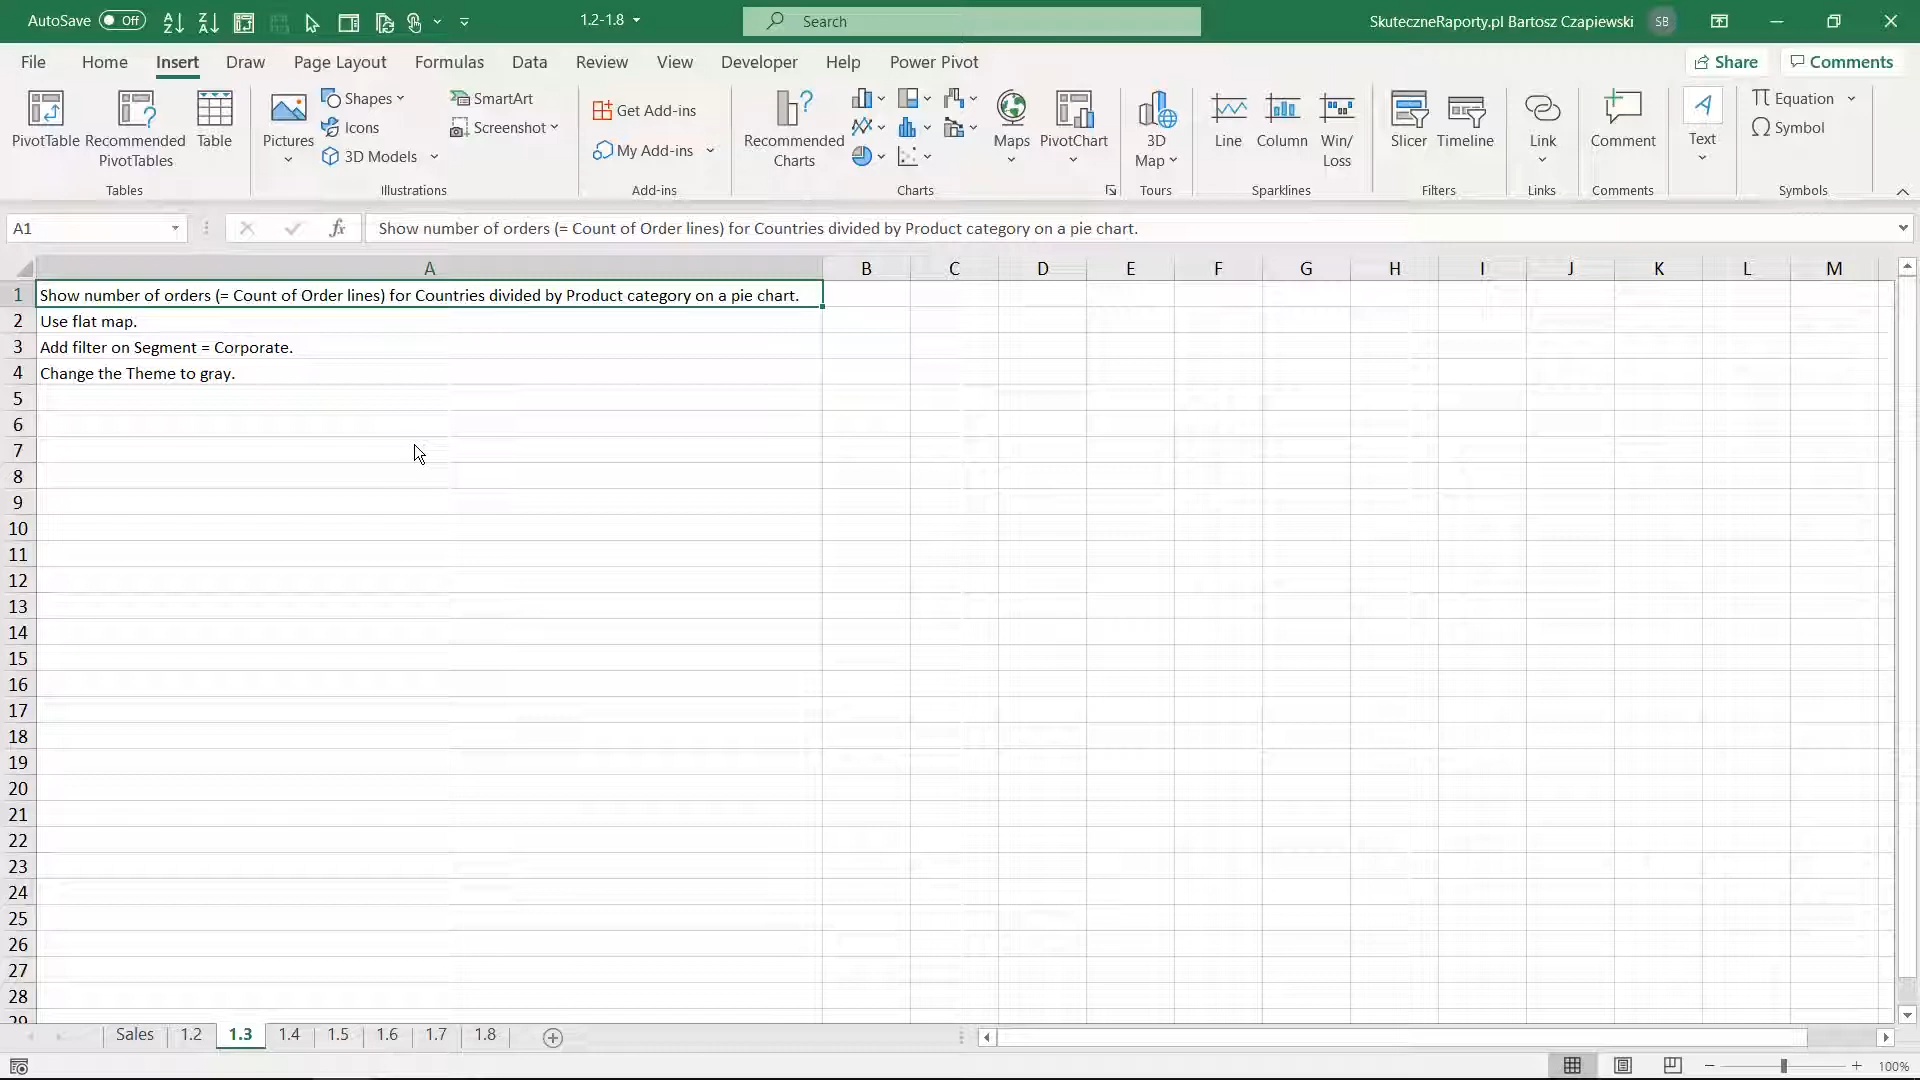 AutoSave Off 1.2-1.8 Search SkuteczneRaporty.pl Bartosz Czapiewski SB
File Home Insert Draw Page Layout Formulas Data Review View Developer Help Power Pivot Share Comments
PivotTable
Recommended PivotTables
Table
Tables
Pictures
Shapes
Icons
3D Models
SmartArt
Screenshot
Illustrations
Get Add-ins
My Add-ins
Add-ins
Recommended Charts
Maps
PivotChart
Charts
3D Map
Tours
Line
Column
Win/ Loss
Sparklines
Slicer
Timeline
Filters
Link
Links
Comment
Comments
Text
Equation
Symbol
Symbols
A1 fx Show number of orders (= Count of Order lines) for Countries divided by Product category on a pie chart.
A B C D E F G H I J K L M
1 Show number of orders (= Count of Order lines) for Countries divided by Product category on a pie chart.
2 Use flat map.
3 Add filter on Segment = Corporate.
4 Change the Theme to gray.
5
6
7
8
9
10
11
12
13
14
15
16
17
18
19
20
21
22
23
24
25
26
27
28
29
Sales 1.2 1.3 1.4 1.5 1.6 1.7 1.8
100%